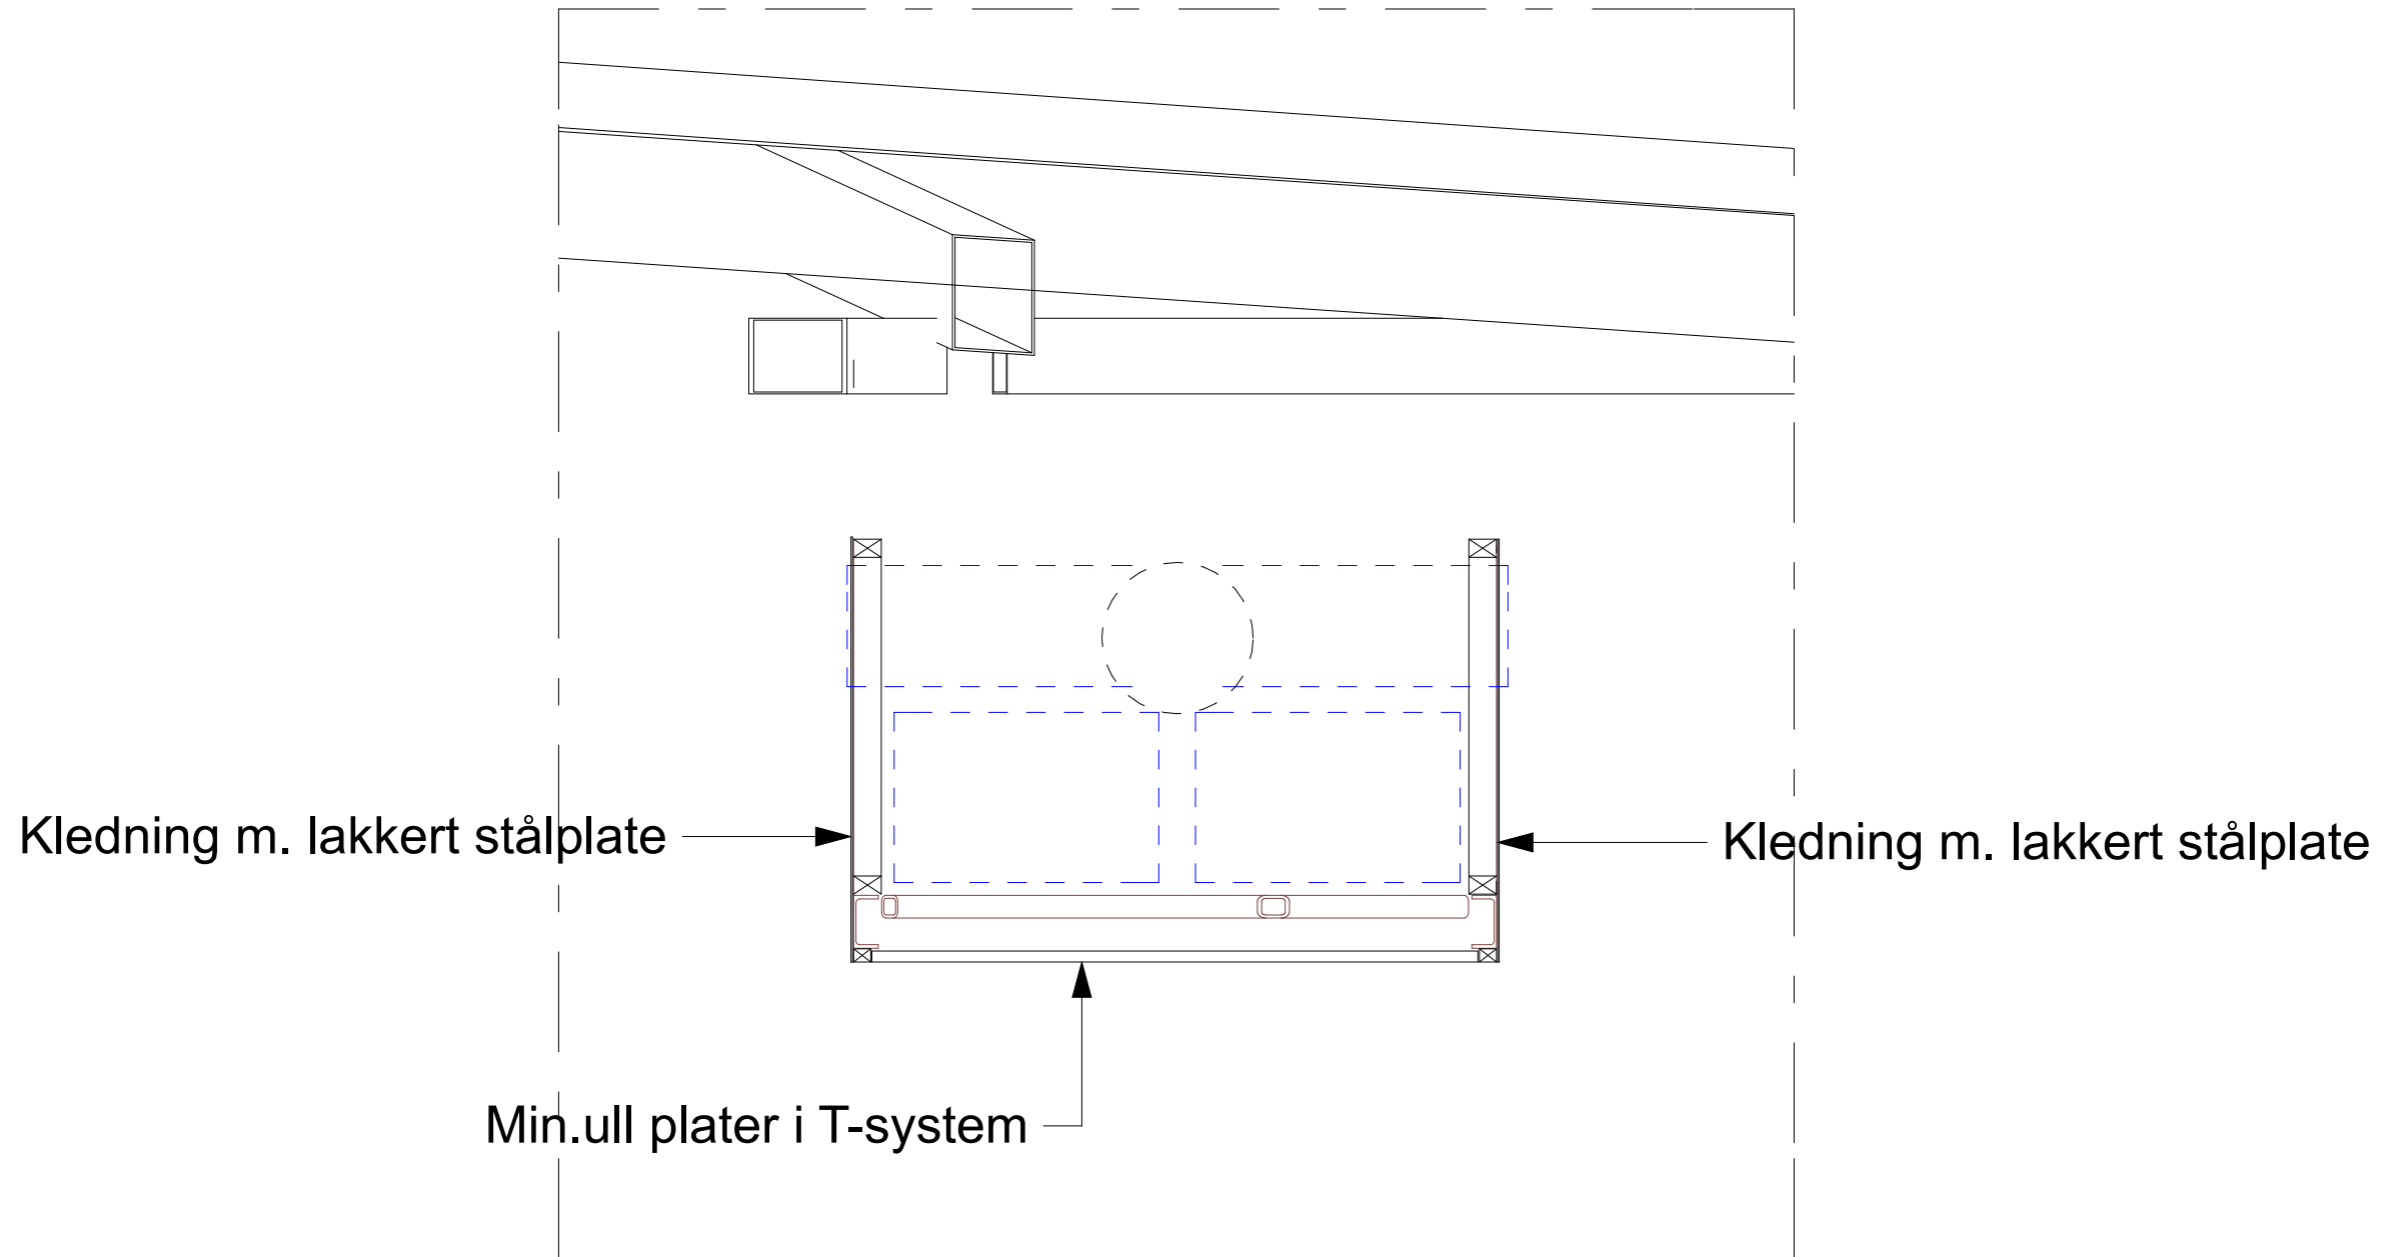 Kledning m. lakkert stålplate
Kledning m. lakkert stålplate
Min.ull plater i T-system